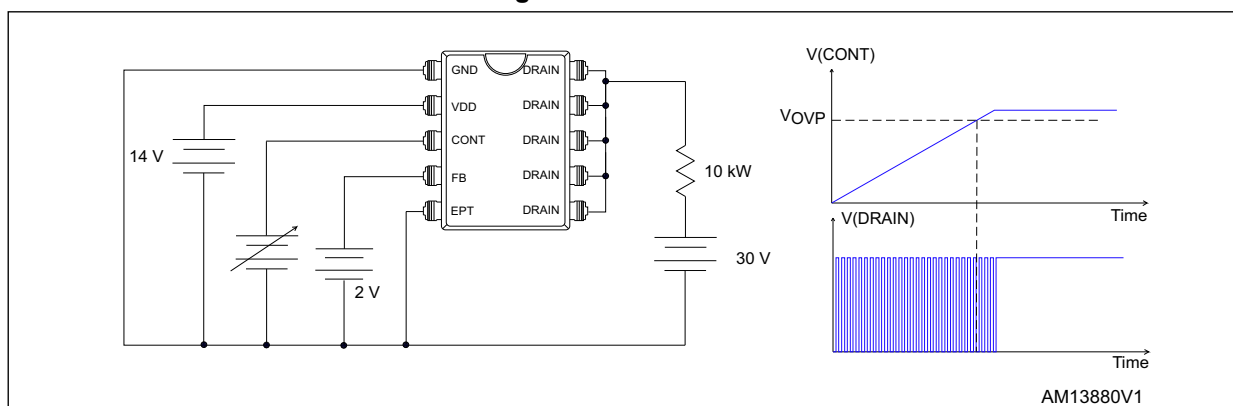 GND
DRAIN
VDD
DRAIN
CONT
DRAIN
FB
DRAIN
EPT
DRAIN
14 V
2 V
10 kW
30 V
V(CONT)
VOVP
Time
V(DRAIN)
Time
AM13880V1